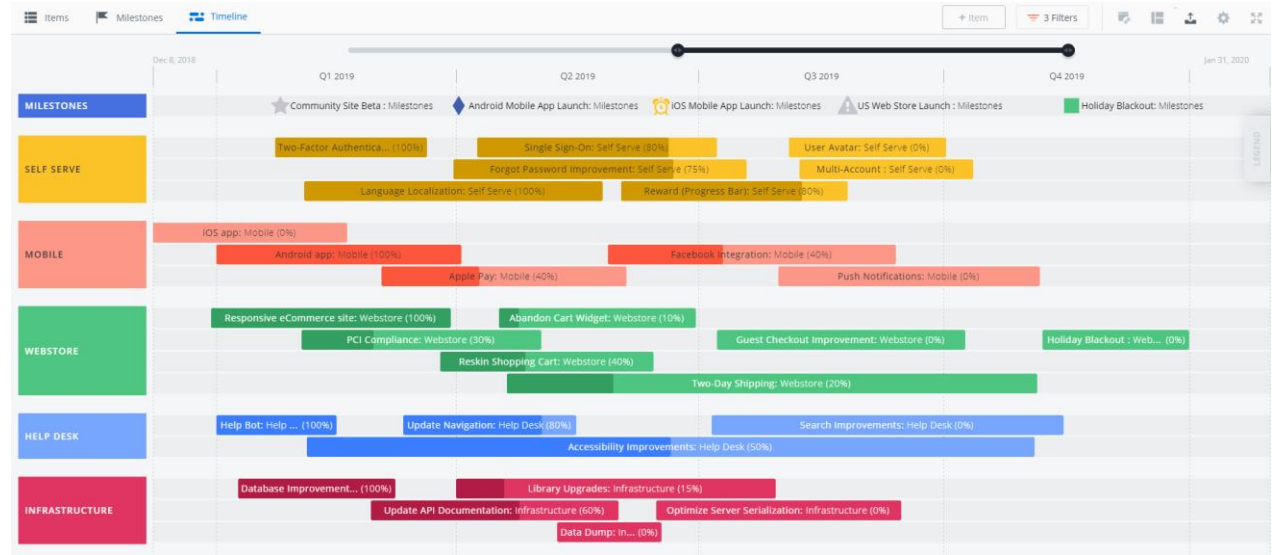 Items Milestones Timeline + Item 3 Filters
Dec 8, 2018 Jan 31, 2020
Q1 2019 Q2 2019 Q3 2019 Q4 2019
MILESTONES
Community Site Beta: Milestones Android Mobile App Launch: Milestones iOS Mobile App Launch: Milestones US Web Store Launch : Milestones Holiday Blackout: Milestones
LEGEND
SELF SERVE
Two-Factor Authentica... (100%) Single Sign-On: Self Serve (80%) User Avatar: Self Serve (0%)
Forgot Password Improvement: Self Serve (75%) Multi-Account : Self Serve (0%)
Language Localization: Self Serve (100%) Reward (Progress Bar): Self Serve (80%)
MOBILE
iOS app: Mobile (0%)
Android app: Mobile (100%) Facebook Integration: Mobile (40%)
Apple Pay: Mobile (40%) Push Notifications: Mobile (0%)
WEBSTORE
Responsive eCommerce site: Webstore (100%) Abandon Cart Widget: Webstore (10%)
PCI Compliance: Webstore (30%) Guest Checkout Improvement: Webstore (0%) Holiday Blackout : Web... (0%)
Reskin Shopping Cart: Webstore (40%)
Two-Day Shipping: Webstore (20%)
HELP DESK
Help Bot: Help ... (100%) Update Navigation: Help Desk (80%) Search Improvements: Help Desk (0%)
Accessibility Improvements: Help Desk (50%)
INFRASTRUCTURE
Database Improvement... (100%) Library Upgrades: Infrastructure (15%)
Update API Documentation: Infrastructure (60%) Optimize Server Serialization: Infrastructure (0%)
Data Dump: In... (0%)